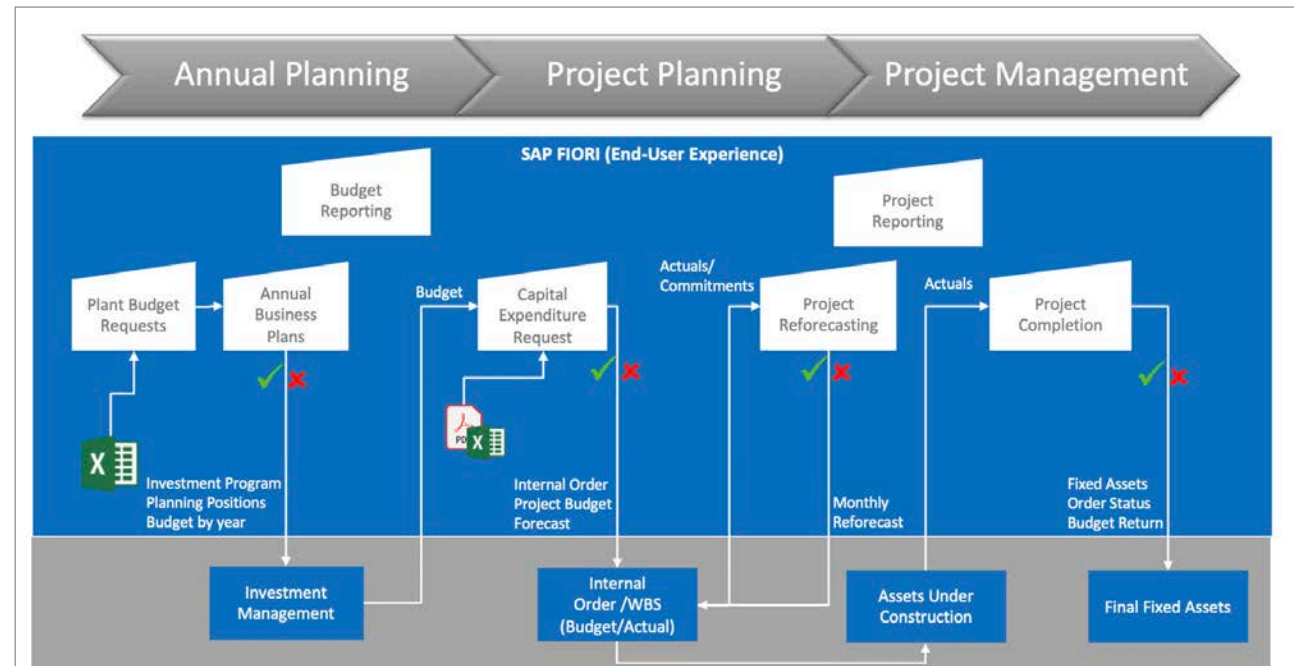 Annual Planning
Project Planning
Project Management
SAP FIORI (End-User Experience)
Budget
Reporting
Project
Reporting
Plant Budget
Requests
Annual
Business
Plans
Budget
Capital
Expenditure
Request
Actuals/
Commitments
Project
Reforecasting
Actuals
Project
Completion
X
PD
X
Investment Program
Planning Positions
Budget by year
Internal Order
Project Budget
Forecast
Monthly
Reforecast
Fixed Assets
Order Status
Budget Return
Investment
Management
Internal
Order /WBS
(Budget/Actual)
Assets Under
Construction
Final Fixed Assets